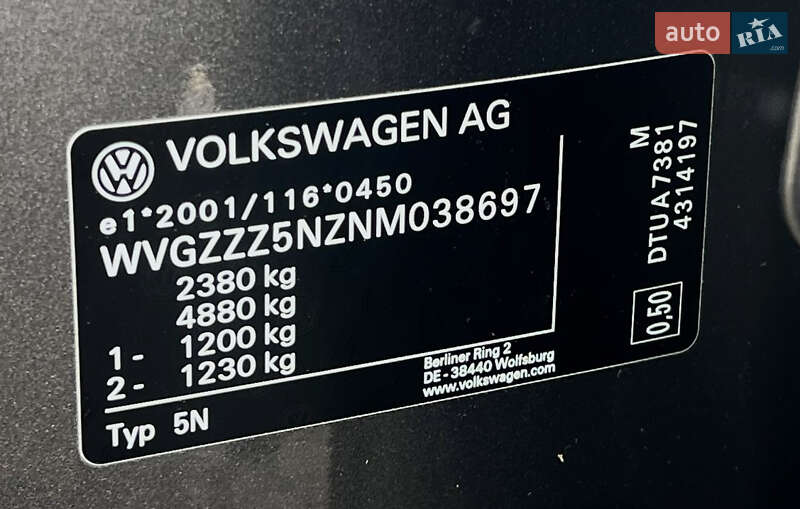 auto RIA .com
VOLKSWAGEN AG
e1*2001/116*0450
WVGZZZ5NZNM038697
2380 kg
4880 kg
1- 1200 kg
2- 1230 kg
Typ 5N
Berliner Ring 2
DE-38440 Wolfsburg
www.volkswagen.com
M
DTUA7381
4314197
0,50